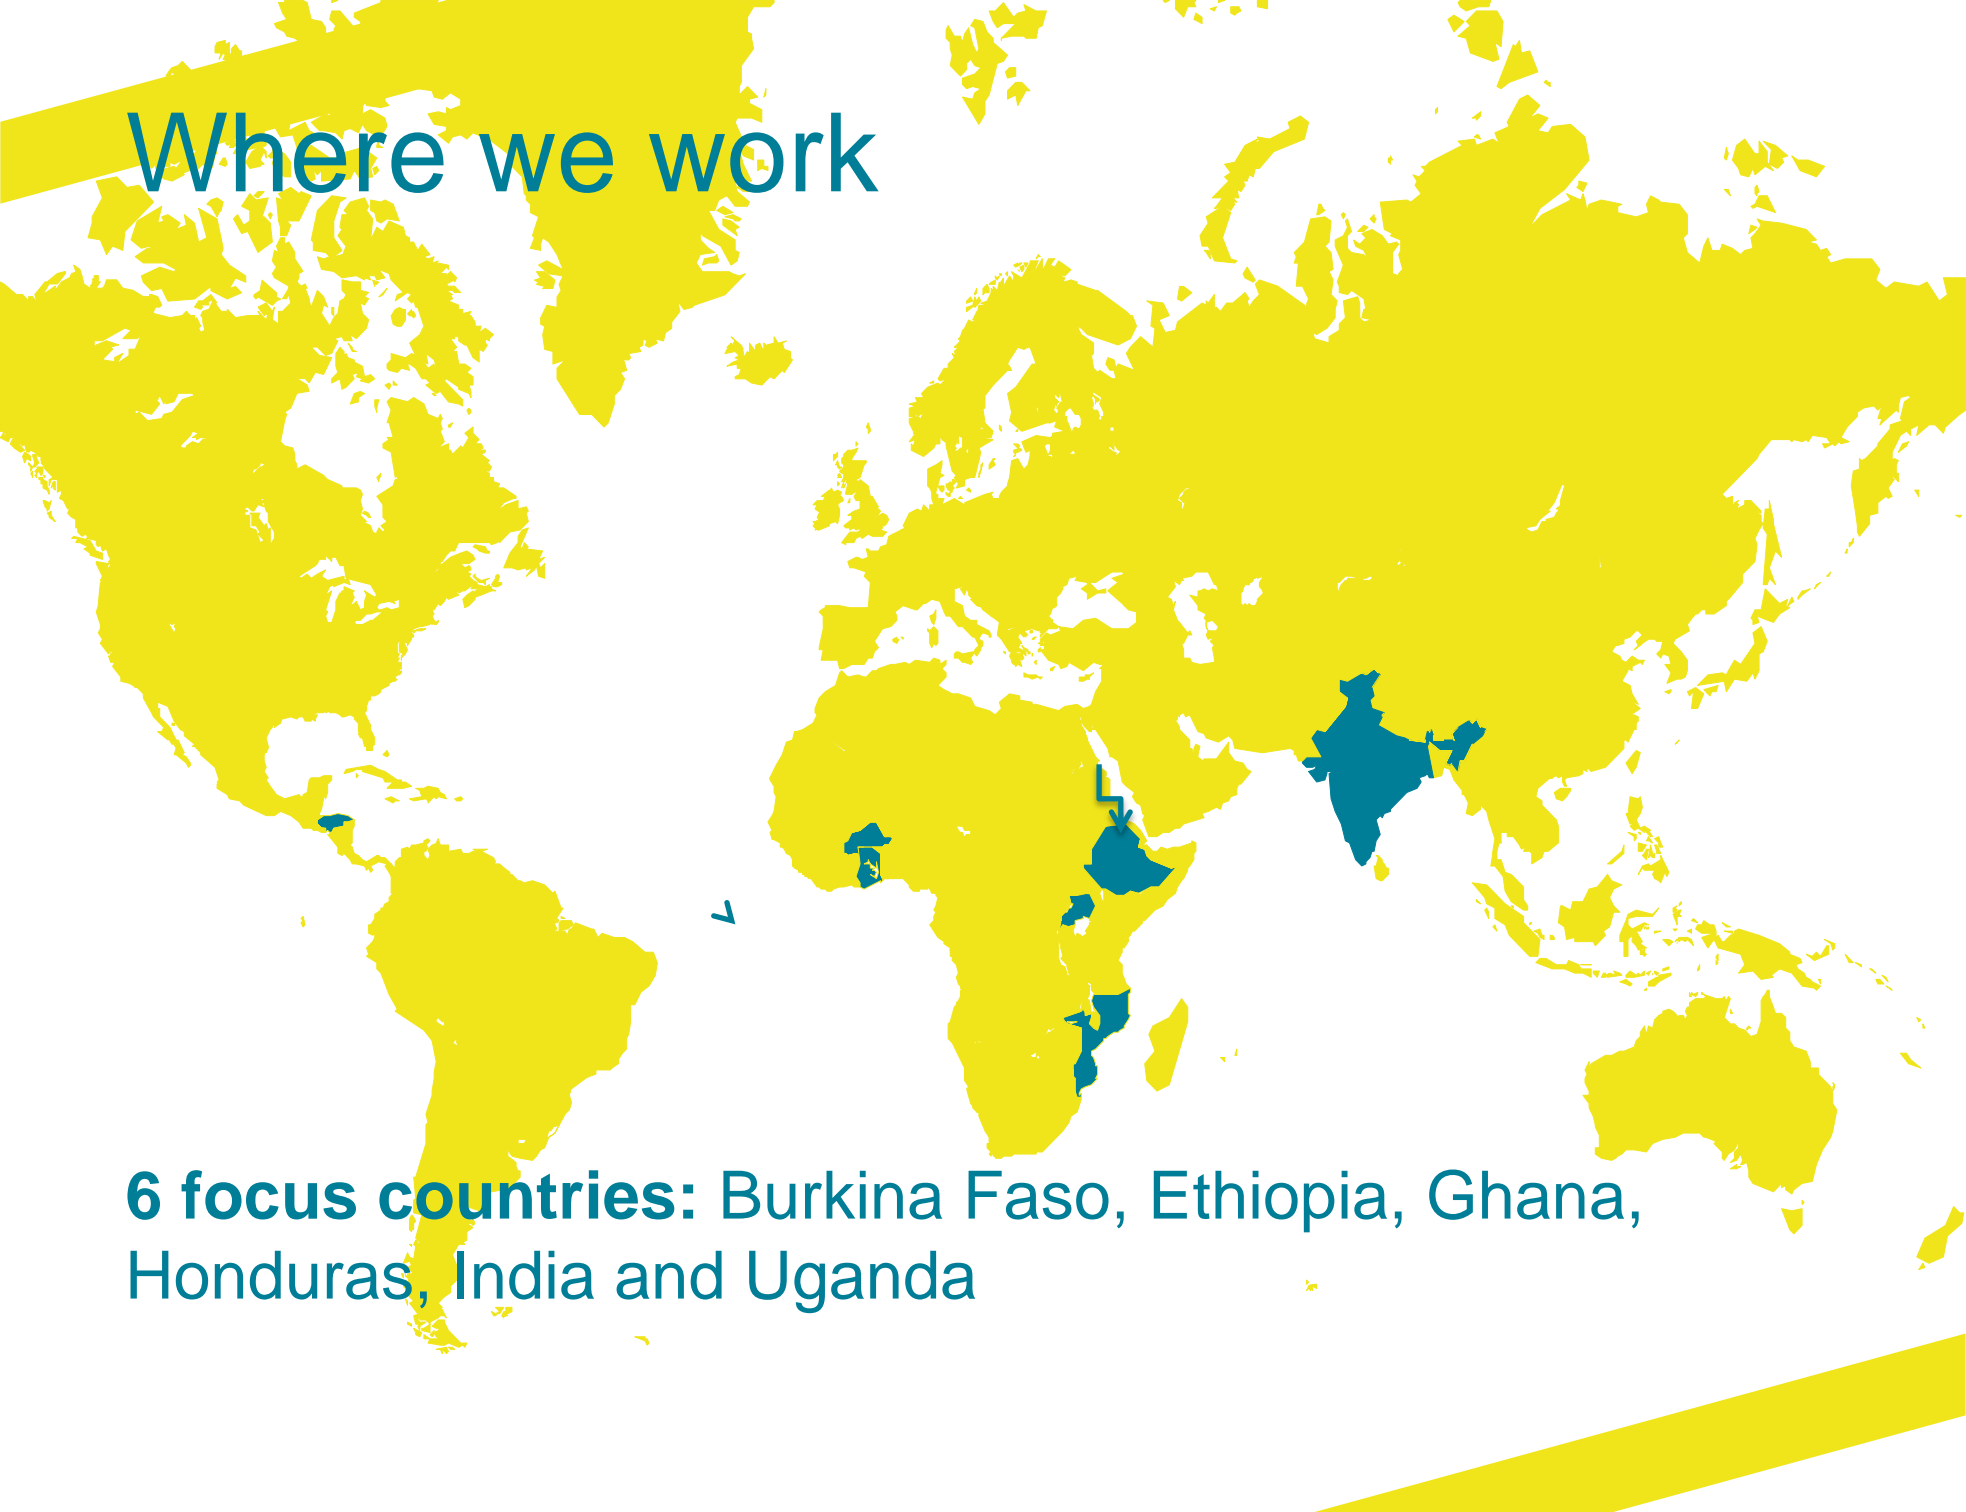 Where we work
6 focus countries: Burkina Faso, Ethiopia, Ghana,
Honduras, India and Uganda